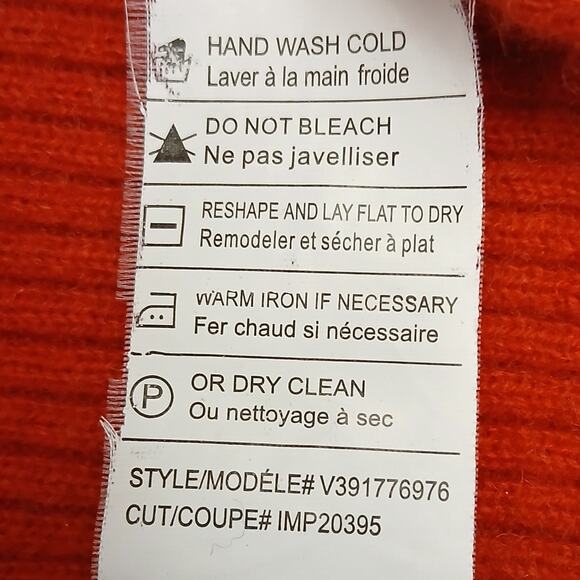 HAND WASH COLD
Laver à la main froide
DO NOT BLEACH
Ne pas javelliser
RESHAPE AND LAY FLAT TO DRY
Remodeler et sécher à plat
WARM IRON IF NECESSARY
Fer chaud si nécessaire
P
OR DRY CLEAN
Ou nettoyage à sec
STYLE/MODÉLE# V391776976
CUT/COUPE# IMP20395